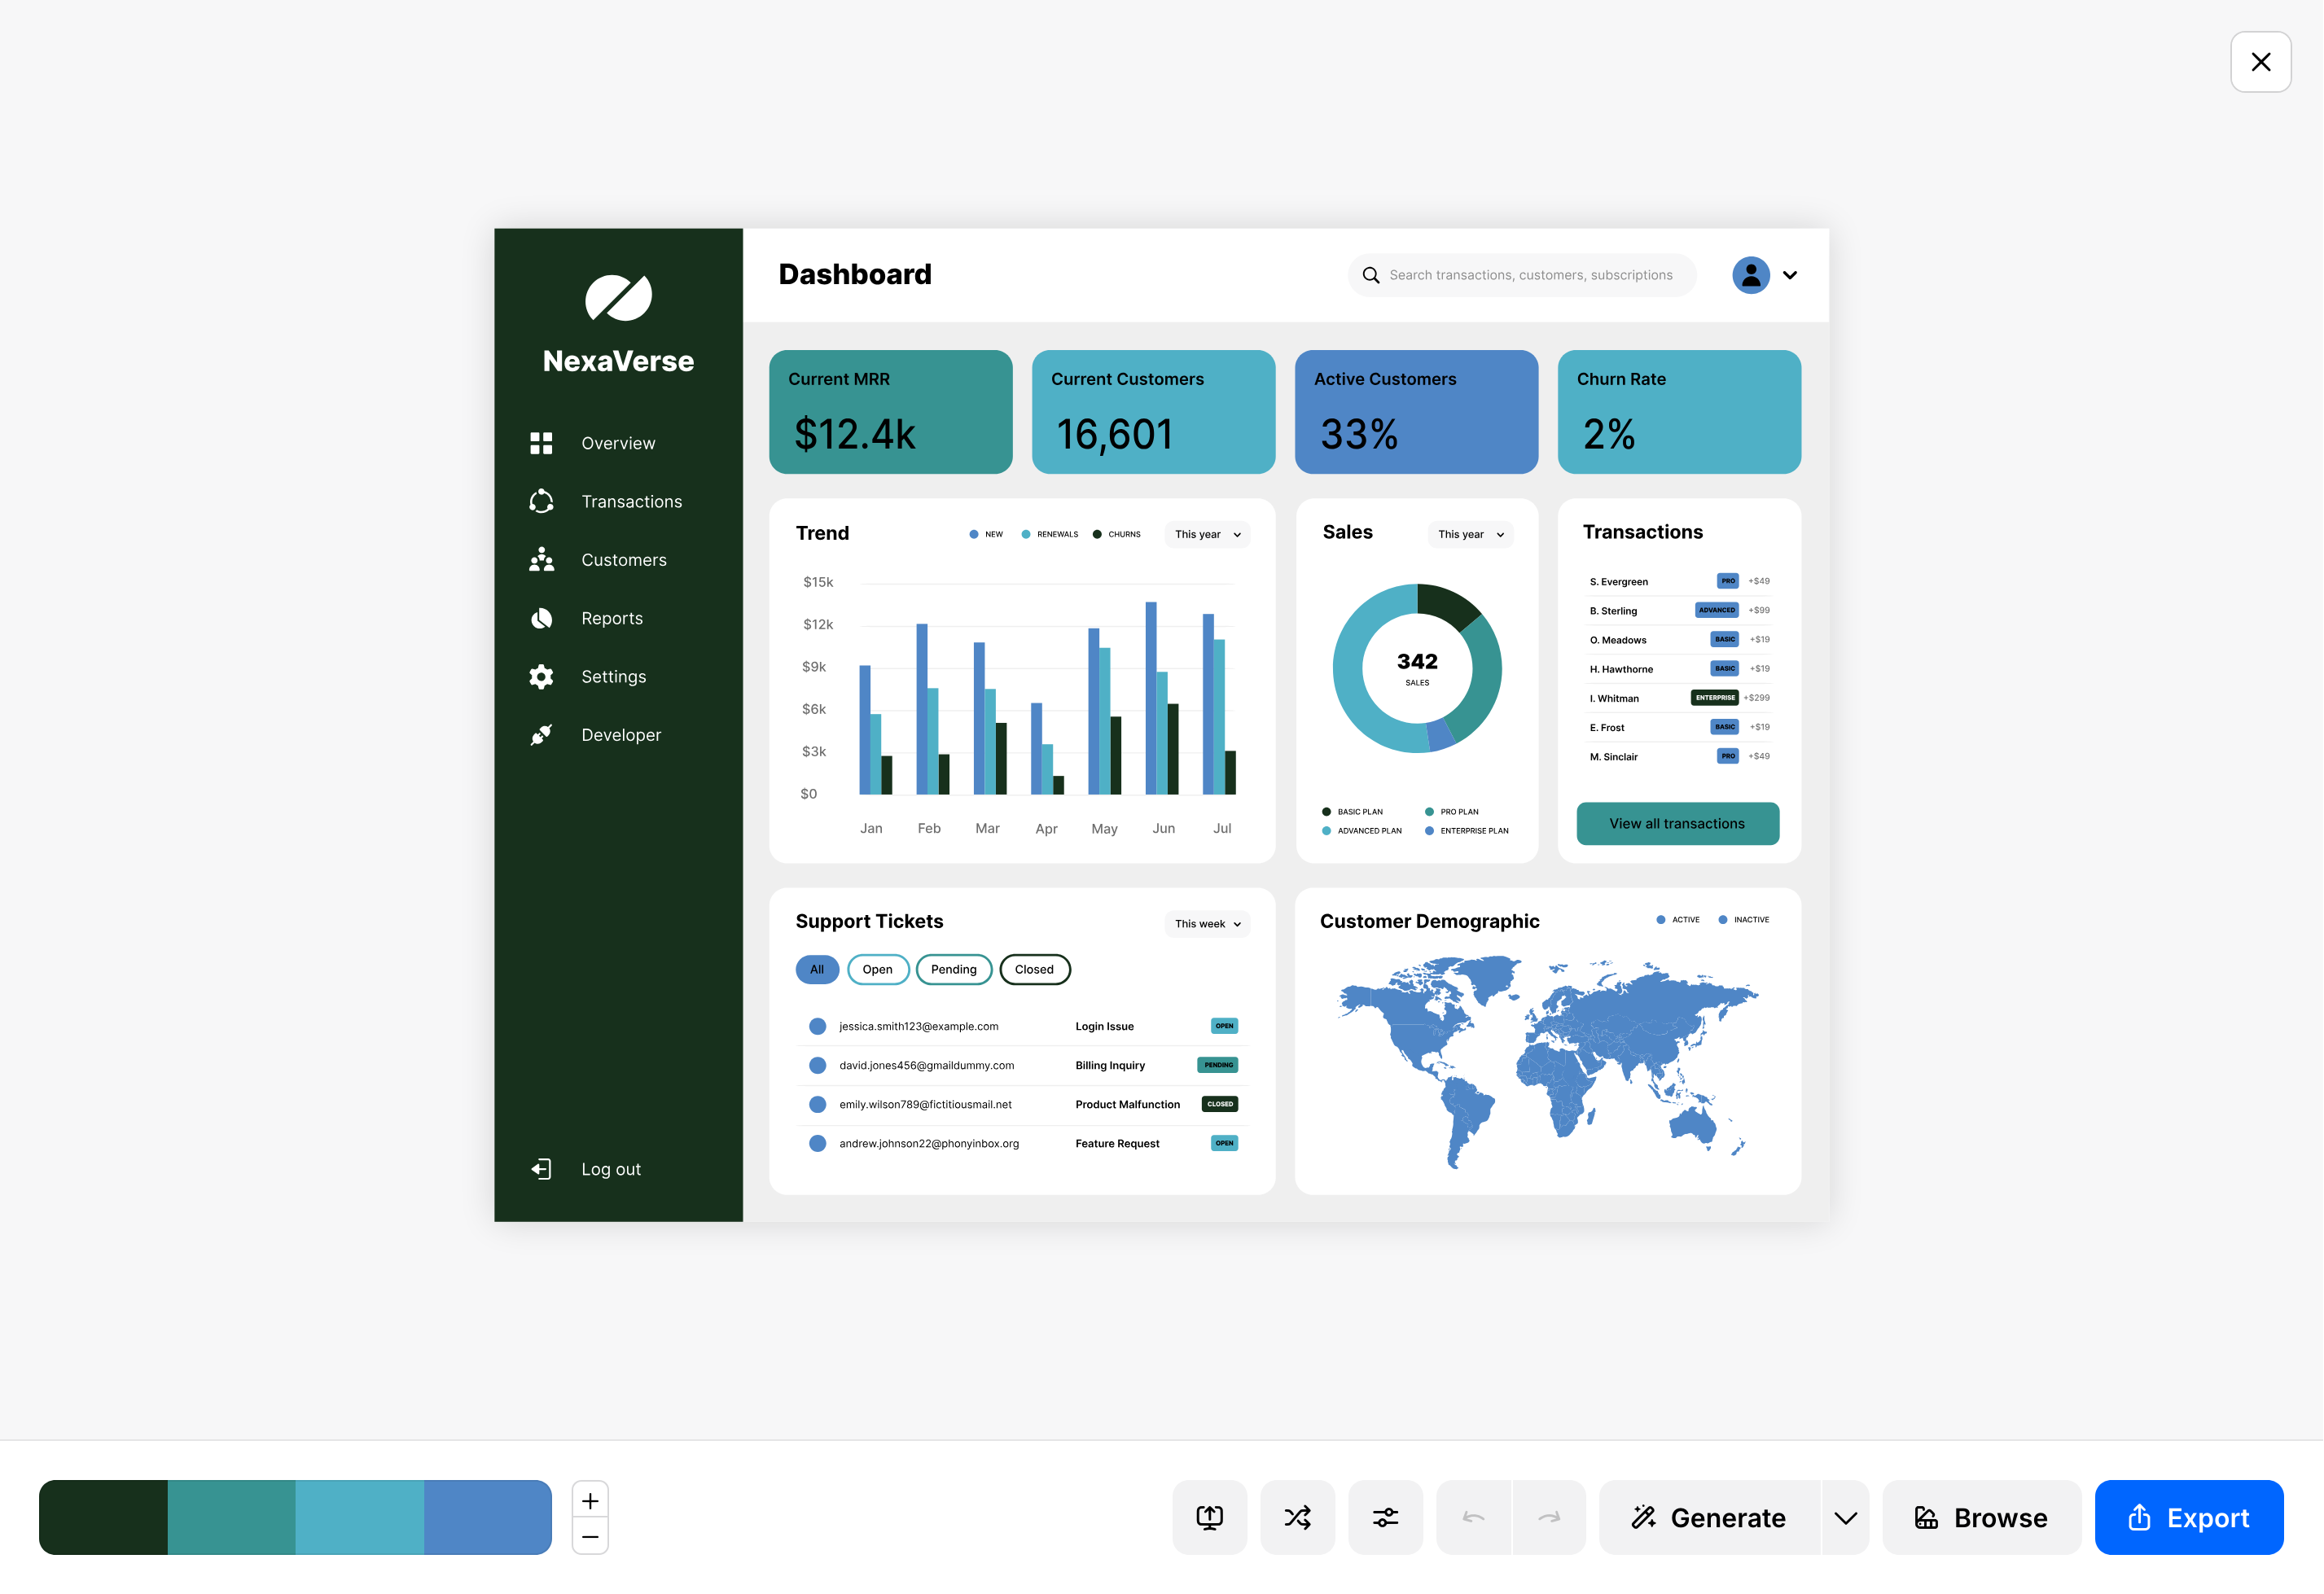 NexaVerse
Overview
Transactions
Customers
Reports
Settings
Developer
Log out
Dashboard
Search transactions, customers, subscriptions
Current MRR
$12.4k
Current Customers
16,601
Active Customers
33%
Churn Rate
2%
Trend
NEW RENEWALS CHURNS This year
$15k
$12k
$9k
$6k
$3k
$0
Jan Feb Mar Apr May Jun Jul
Sales This year
342
SALES
BASIC PLAN PRO PLAN
ADVANCED PLAN ENTERPRISE PLAN
Transactions
S. Evergreen PRO +$49
B. Sterling ADVANCED +$99
O. Meadows BASIC +$19
H. Hawthorne BASIC +$19
I. Whitman ENTERPRISE +$299
E. Frost BASIC +$19
M. Sinclair PRO +$49
View all transactions
Support Tickets This week
All Open Pending Closed
jessica.smith123@example.com Login Issue OPEN
david.jones456@gmaildummy.com Billing Inquiry PENDING
emily.wilson789@fictitiousmail.net Product Malfunction CLOSED
andrew.johnson22@phonyinbox.org Feature Request OPEN
Customer Demographic ACTIVE INACTIVE
Generate
Browse
Export